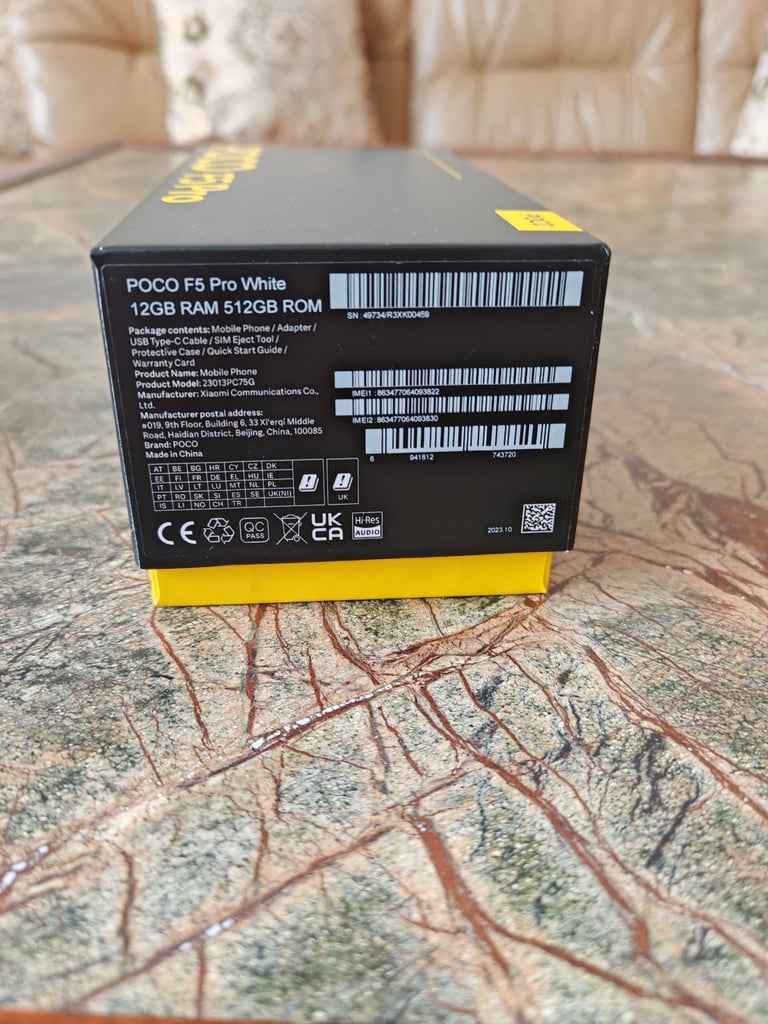 POCO F5 Pro
POCO
POCO F5 Pro White
12GB RAM 512GB ROM
Package contents: Mobile Phone / Adapter /
USB Type-C Cable / SIM Eject Tool /
Protective Case / Quick Start Guide /
Warranty Card
Product Name: Mobile Phone
Product Model: 23013PC75G
Manufacturer: Xiaomi Communications Co.,
Ltd.
Manufacturer postal address:
#019, 9th Floor, Building 6, 33 Xi'erqi Middle
Road, Haidian District, Beijing, China, 100085
Brand: POCO
Made in China
SN : 49734/R3XK00459
IMEI1 : 863477064093822
IMEI2 : 863477064093830
6 941812 743720
AT BE BG HR CY CZ DK
EE FI FR DE EL HU IE
IT LV LT LU MT NL PL
PT RO SK SI ES SE UK(NI)
IS LI NO CH TR
UK
CE
QC
PASS
UK
CA
Hi-Res
AUDIO
2023.10